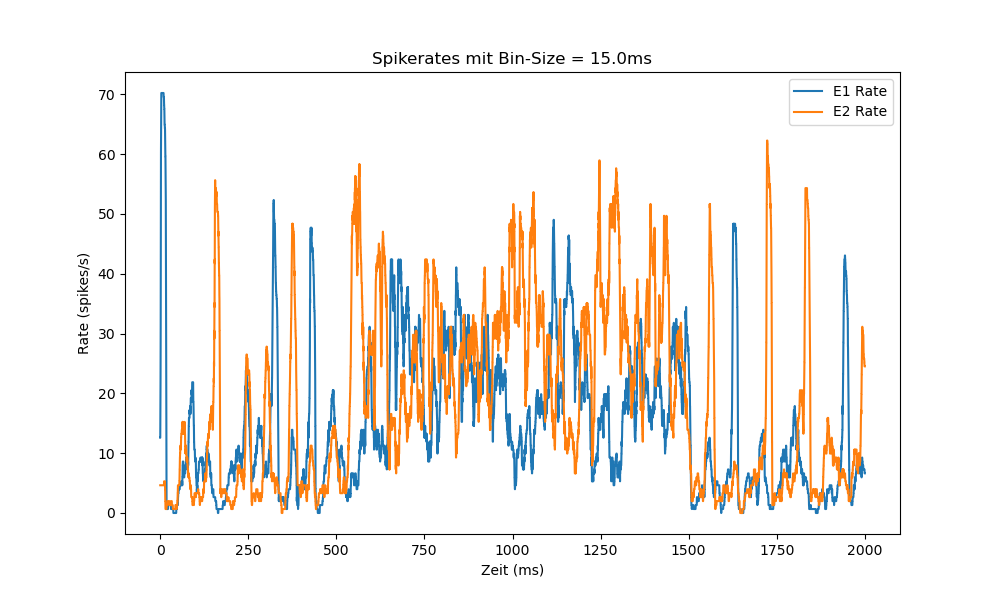 Spikerates mit Bin-Size = 15.0ms
E1 Rate
E2 Rate
70
60
50
40
30
20
10
0
Rate (spikes/s)
0 250 500 750 1000 1250 1500 1750 2000
Zeit (ms)